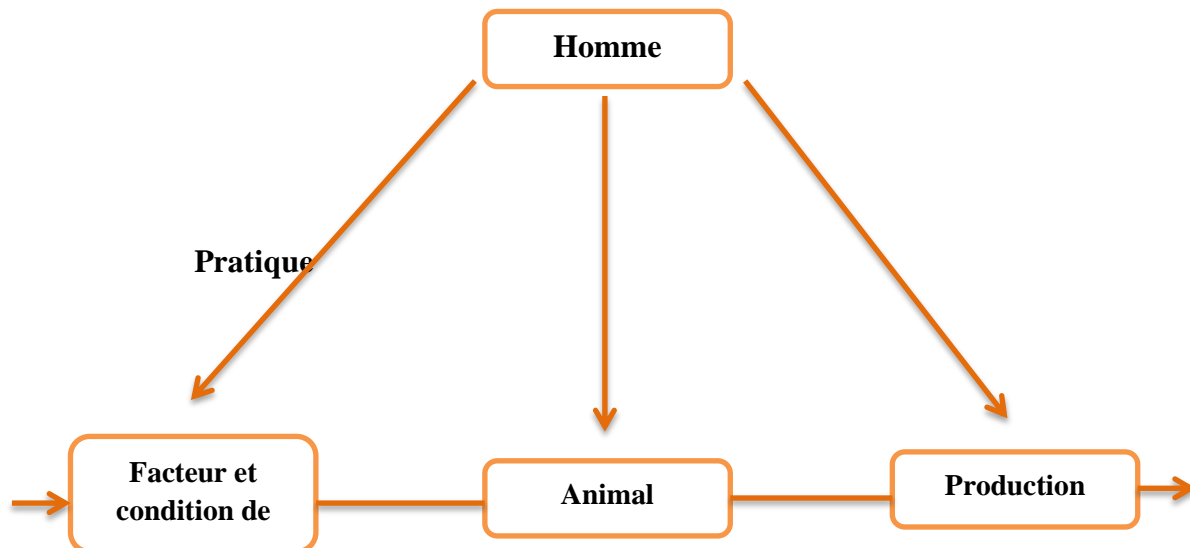 Homme
Pratique
Facteur et
condition de
Animal
Production